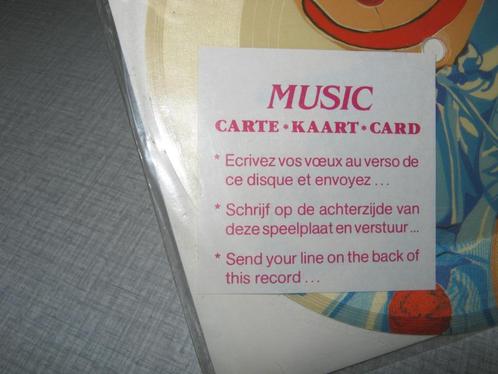 MUSIC
CARTE • KAART • CARD
* Ecrivez vos vœux au verso de
ce disque et envoyez ...
* Schrijf op de achterzijde van
deze speelplaat en verstuur ...
* Send your line on the back of
this record ...